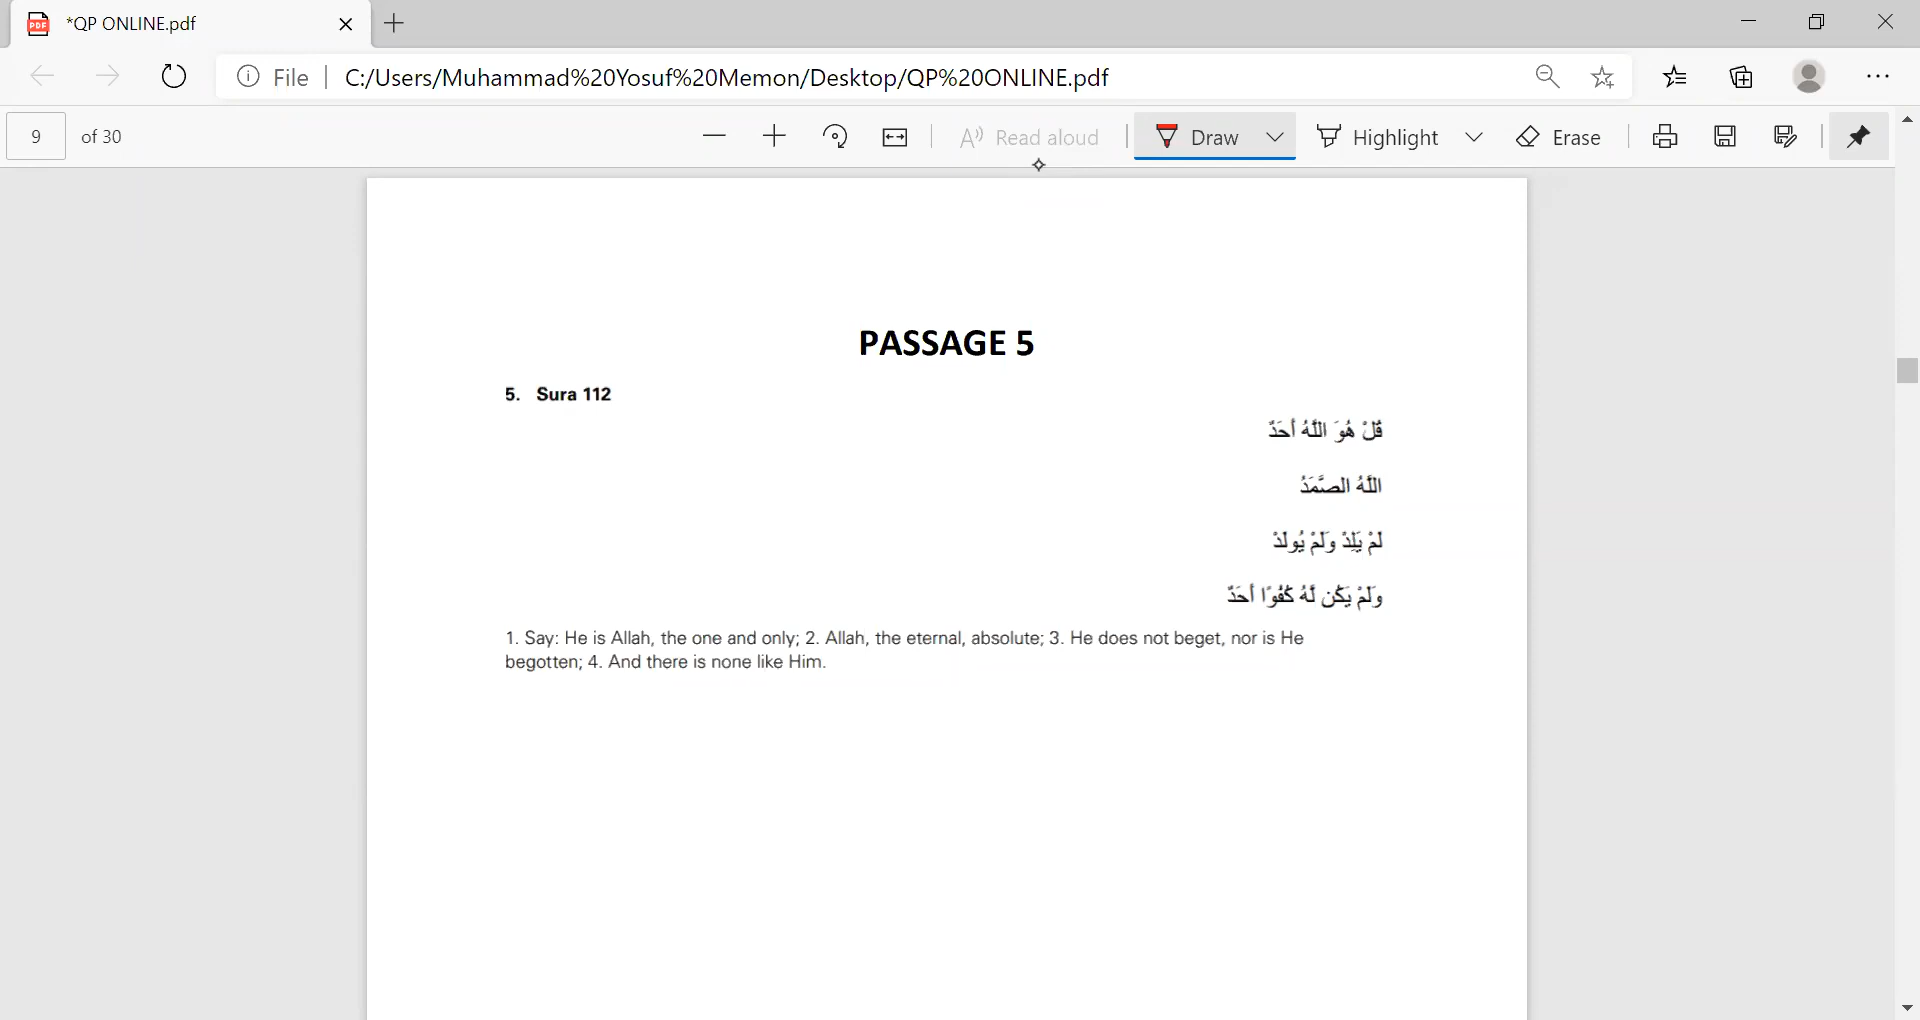 *QP ONLINE.pdf
File | C:/Users/Muhammad%20Yosuf%20Memon/Desktop/QP%20ONLINE.pdf
9 of 30 Read aloud Draw Highlight Erase
PASSAGE 5
5. Sura 112
قُلْ هُوَ اللَّهُ أَحَدٌ
اللَّهُ الصَّمَدُ
لَمْ يَلِدْ وَلَمْ يُولَدْ
وَلَمْ يَكُن لَّهُ كُفُوًا أَحَدٌ
1. Say: He is Allah, the one and only; 2. Allah, the eternal, absolute; 3. He does not beget, nor is He
begotten; 4. And there is none like Him.